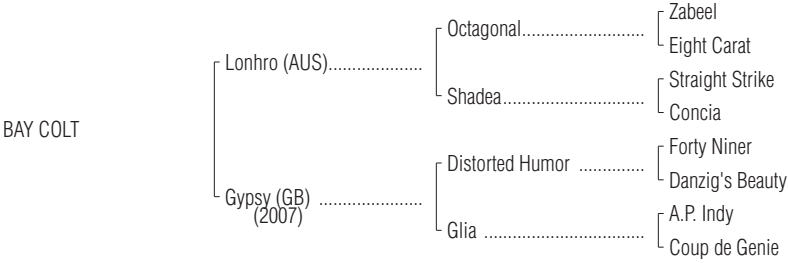 Zabeel
Octagonal........................
Eight Carat
Lonhro (AUS)...................
Straight Strike
Shadea............................
Concia
BAY COLT
Forty Niner
Distorted Humor .............
Danzig's Beauty
Gypsy (GB) .....................
(2007)
A.P. Indy
Glia ................................
Coup de Genie